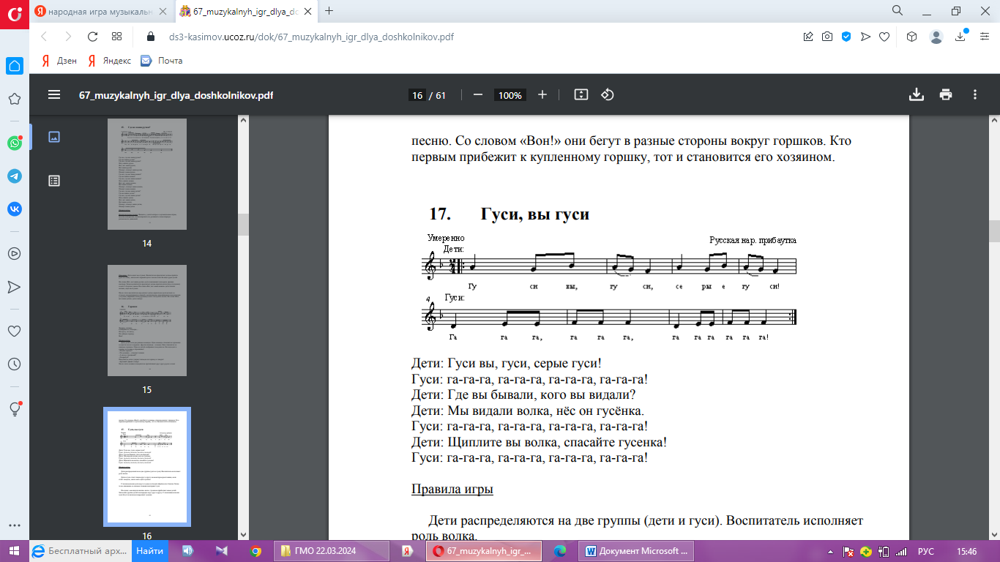 народная игра музыкальн
67_muzykalnyh_igr_dlya_do
ds3-kasimov.ucoz.ru/dok/67_muzykalnyh_igr_dlya_doshkolnikov.pdf
Дзен
Яндекс
Почта
67_muzykalnyh_igr_dlya_doshkolnikov.pdf
16 / 61
100%
14
15
16
песню. Со словом «Вон!» они бегут в разные стороны вокруг горшков. Кто
первым прибежит к купленному горшку, тот и становится его хозяином.
17. Гуси, вы гуси
Умеренно
Русская нар. прибаутка
Дети:
Гу си вы, гу си, се ры е гу си!
4
Гуси:
Га га га, га га га, га га га га га га!
Дети: Гуси вы, гуси, серые гуси!
Гуси: га-га-га, га-га-га, га-га-га, га-га-га!
Дети: Где вы бывали, кого вы видали?
Дети: Мы видали волка, нёс он гусёнка.
Гуси: га-га-га, га-га-га, га-га-га, га-га-га!
Дети: Щиплите вы волка, спасайте гусенка!
Гуси: га-га-га, га-га-га, га-га-га, га-га-га!
Правила игры
Дети распределяются на две группы (дети и гуси). Воспитатель исполняет
роль волка.
Бесплатный арх...
Найти
ГМО 22.03.2024
67_muzykalnyh_igr_...
Документ Microsoft ...
РУС
15:46